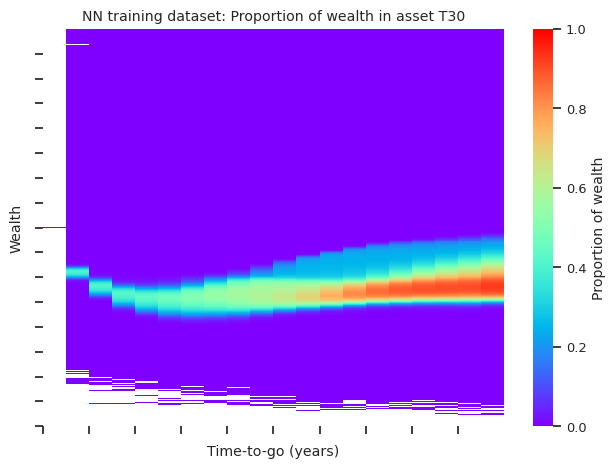 NN training dataset: Proportion of wealth in asset T30
Wealth
Time-to-go (years)
1.0
0.8
0.6
0.4
0.2
0.0
Proportion of wealth